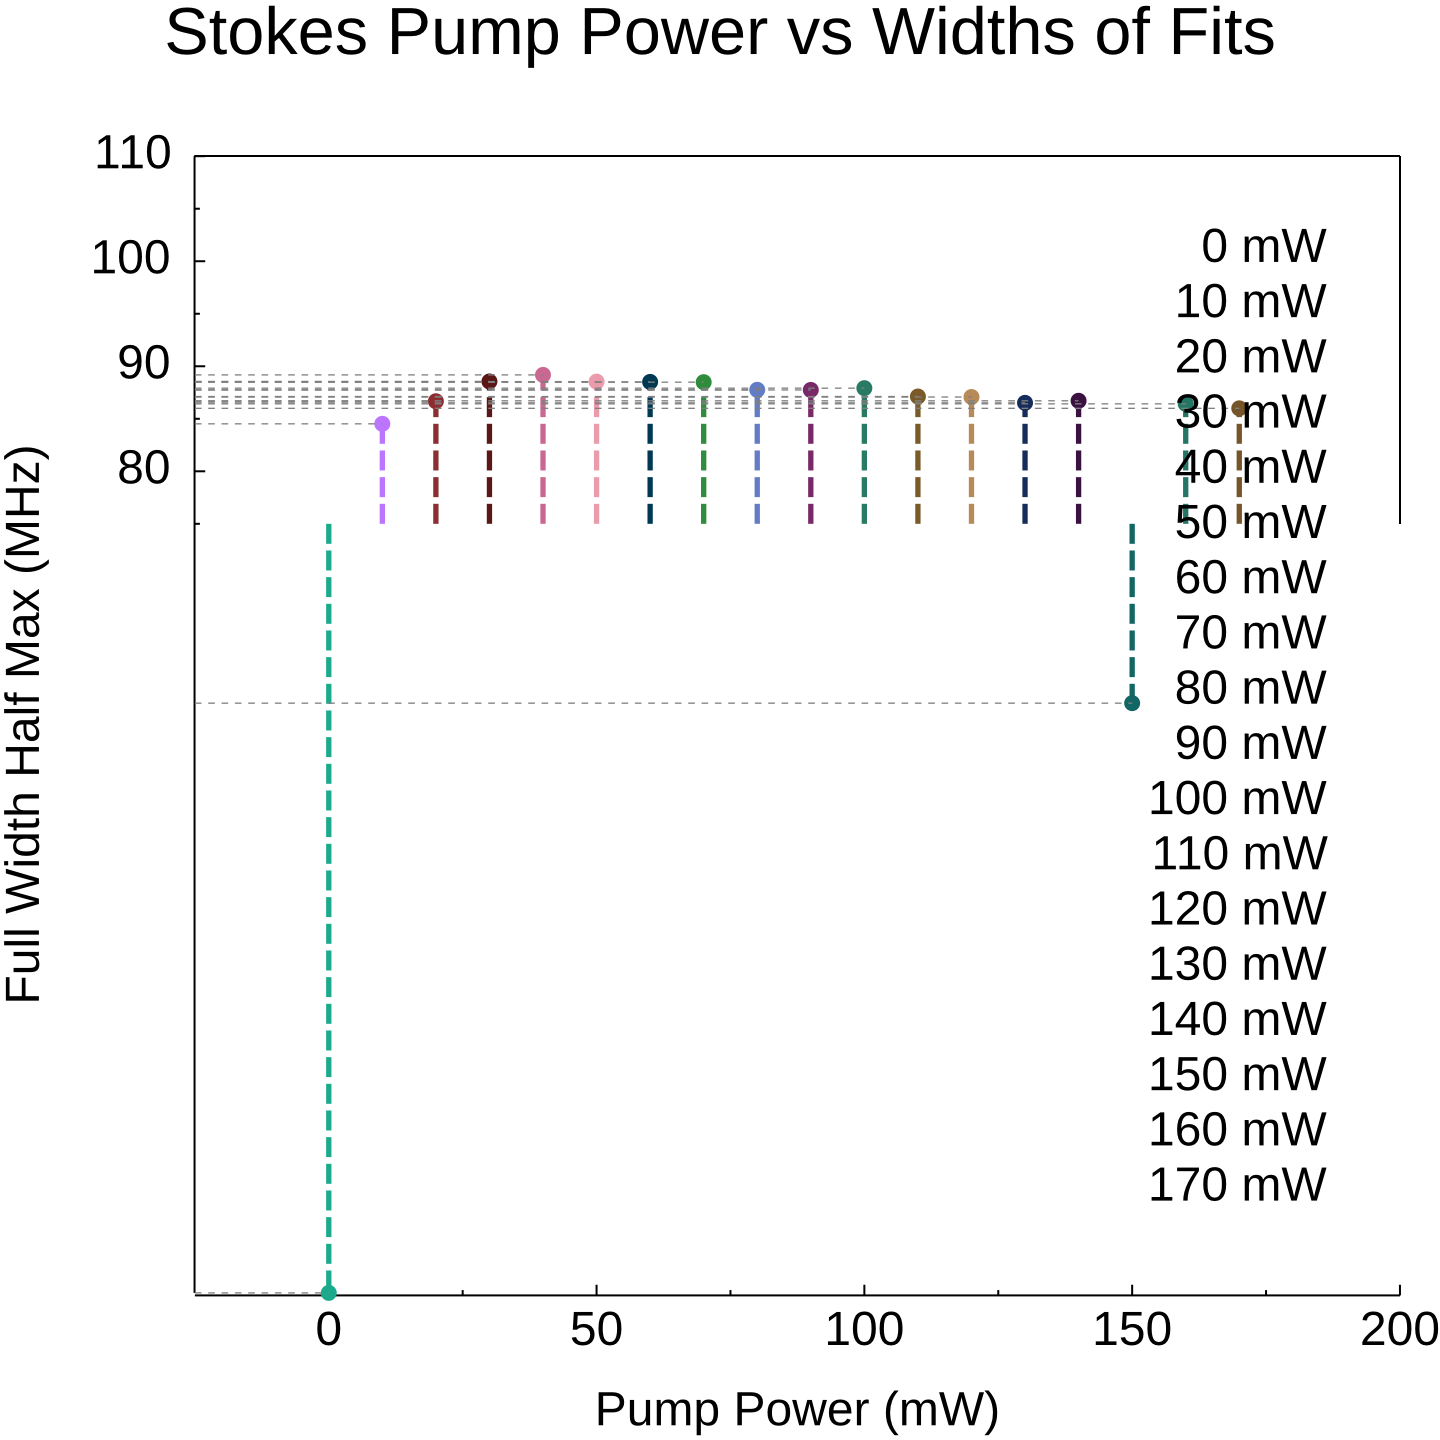 Stokes Pump Power vs Widths of Fits
110
100
90
80
Full Width Half Max (MHz)
0 mW
10 mW
20 mW
30 mW
40 mW
50 mW
60 mW
70 mW
80 mW
90 mW
100 mW
110 mW
120 mW
130 mW
140 mW
150 mW
160 mW
170 mW
0 50 100 150 200
Pump Power (mW)